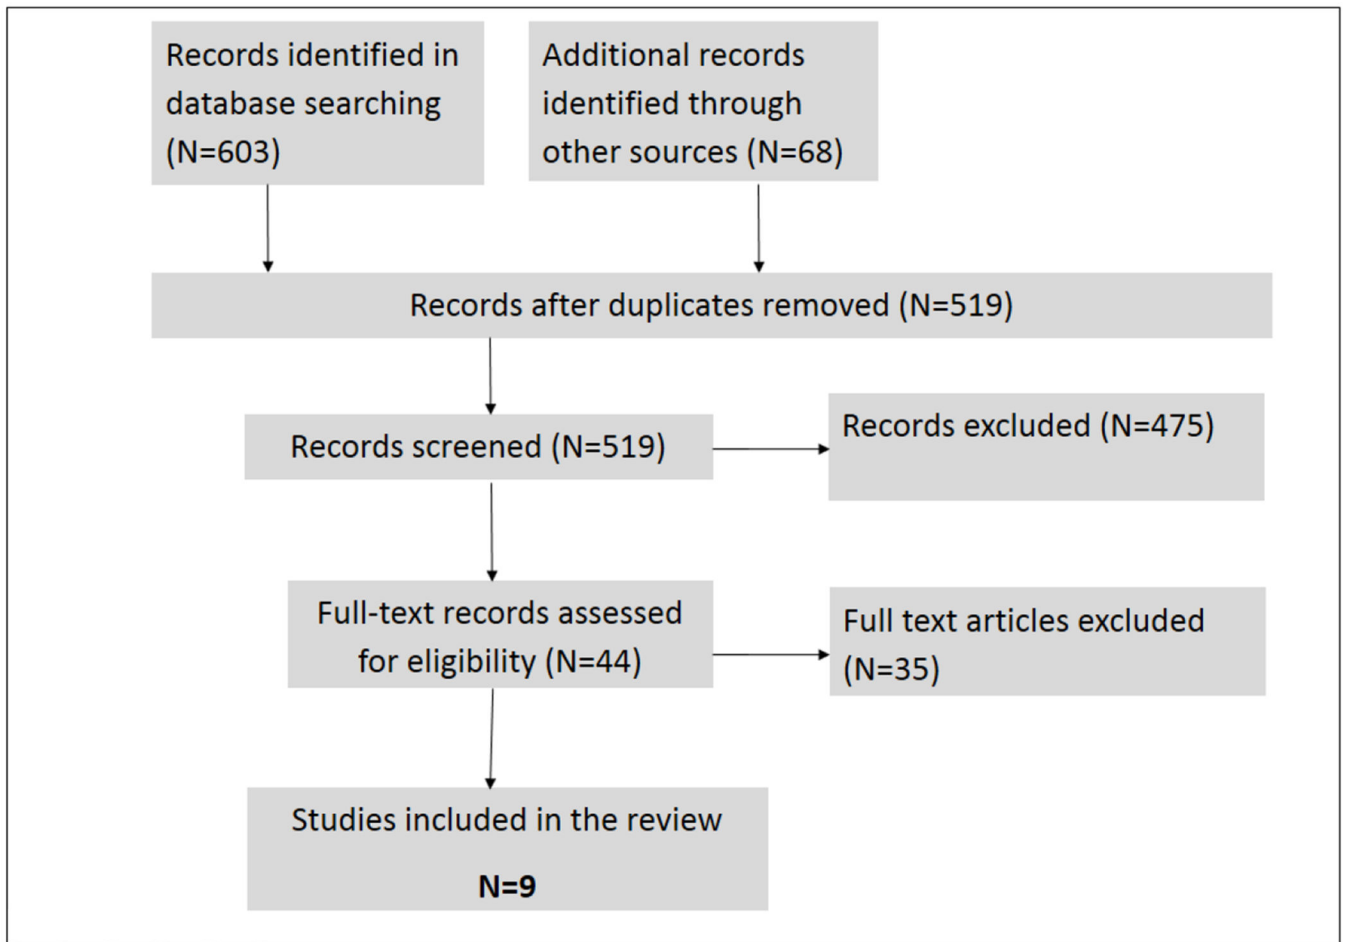 Records identified in
database searching
(N=603)
Additional records
identified through
other sources (N=68)
Records after duplicates removed (N=519)
Records screened (N=519)
Records excluded (N=475)
Full-text records assessed
for eligibility (N=44)
Full text articles excluded
(N=35)
Studies included in the review
N=9